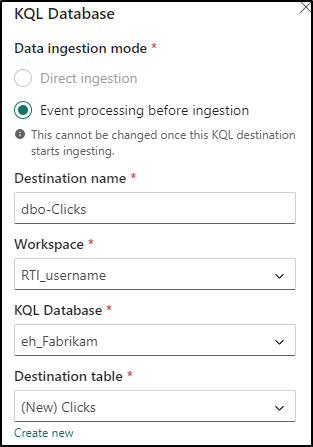 KQL Database
Data ingestion mode *
Direct ingestion
Event processing before ingestion
This cannot be changed once this KQL destination
starts ingesting.
Destination name *
dbo-Clicks
Workspace *
RTI_username
KQL Database *
eh_Fabrikam
Destination table *
(New) Clicks
Create new